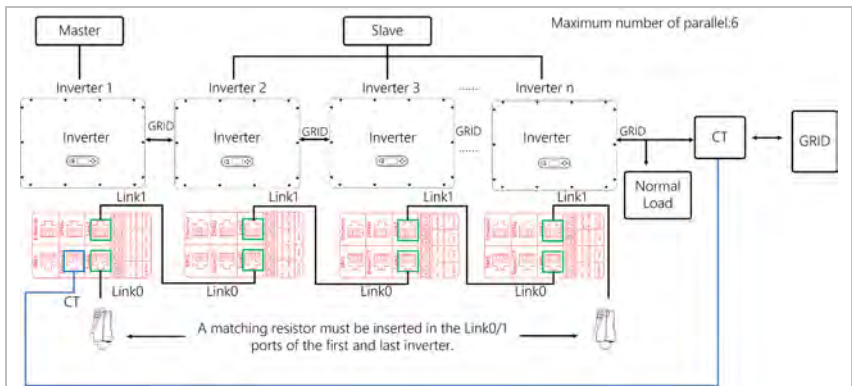 Maximum number of parallel:6
Master
Slave
Inverter 1
Inverter 2
Inverter 3
......
Inverter n
Inverter
GRID
Inverter
GRID
Inverter
GRID
......
Inverter
GRID
CT
GRID
Normal
Load
Link1
Link1
Link1
Link1
CT
Link0
Link0
Link0
Link0
A matching resistor must be inserted in the Link0/1
ports of the first and last inverter.